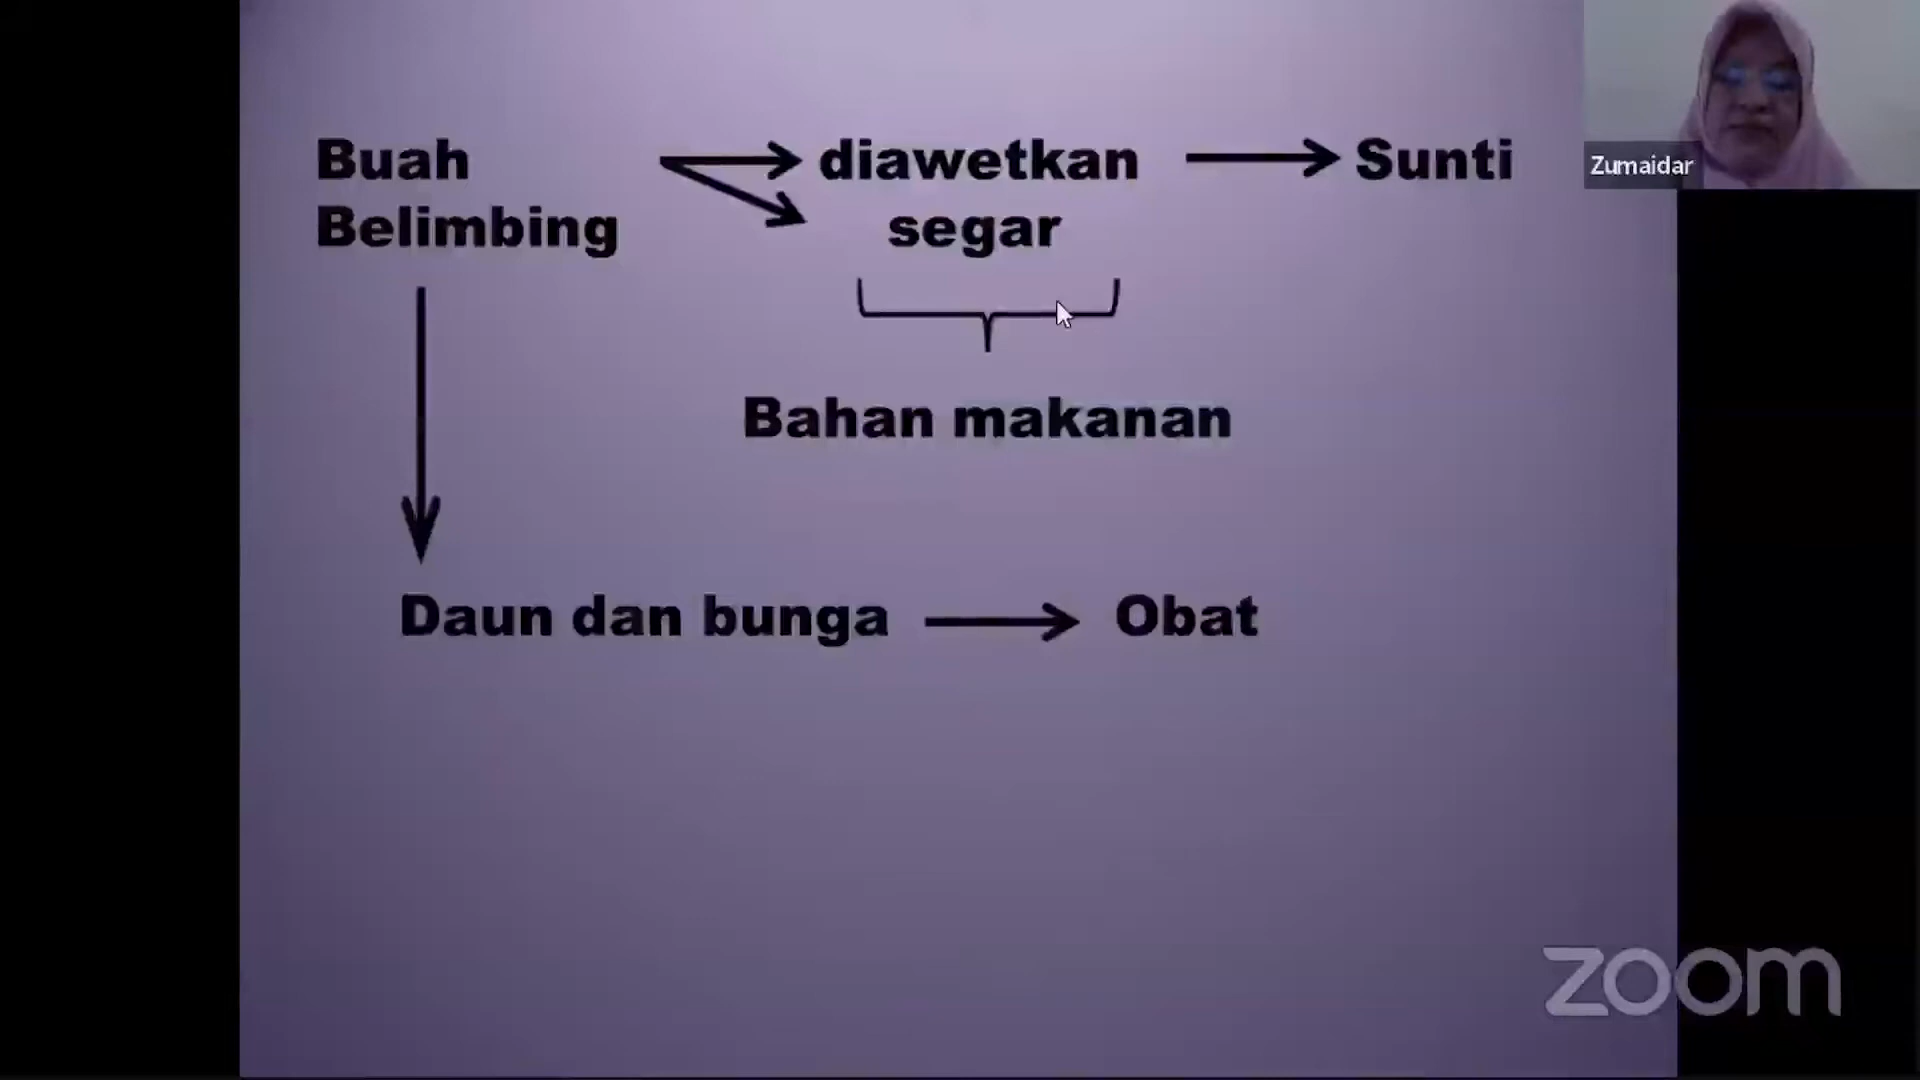 Buah
Belimbing
diawetkan
segar
Sunti
Bahan makanan
Daun dan bunga
Obat
Zumaidar
zoom